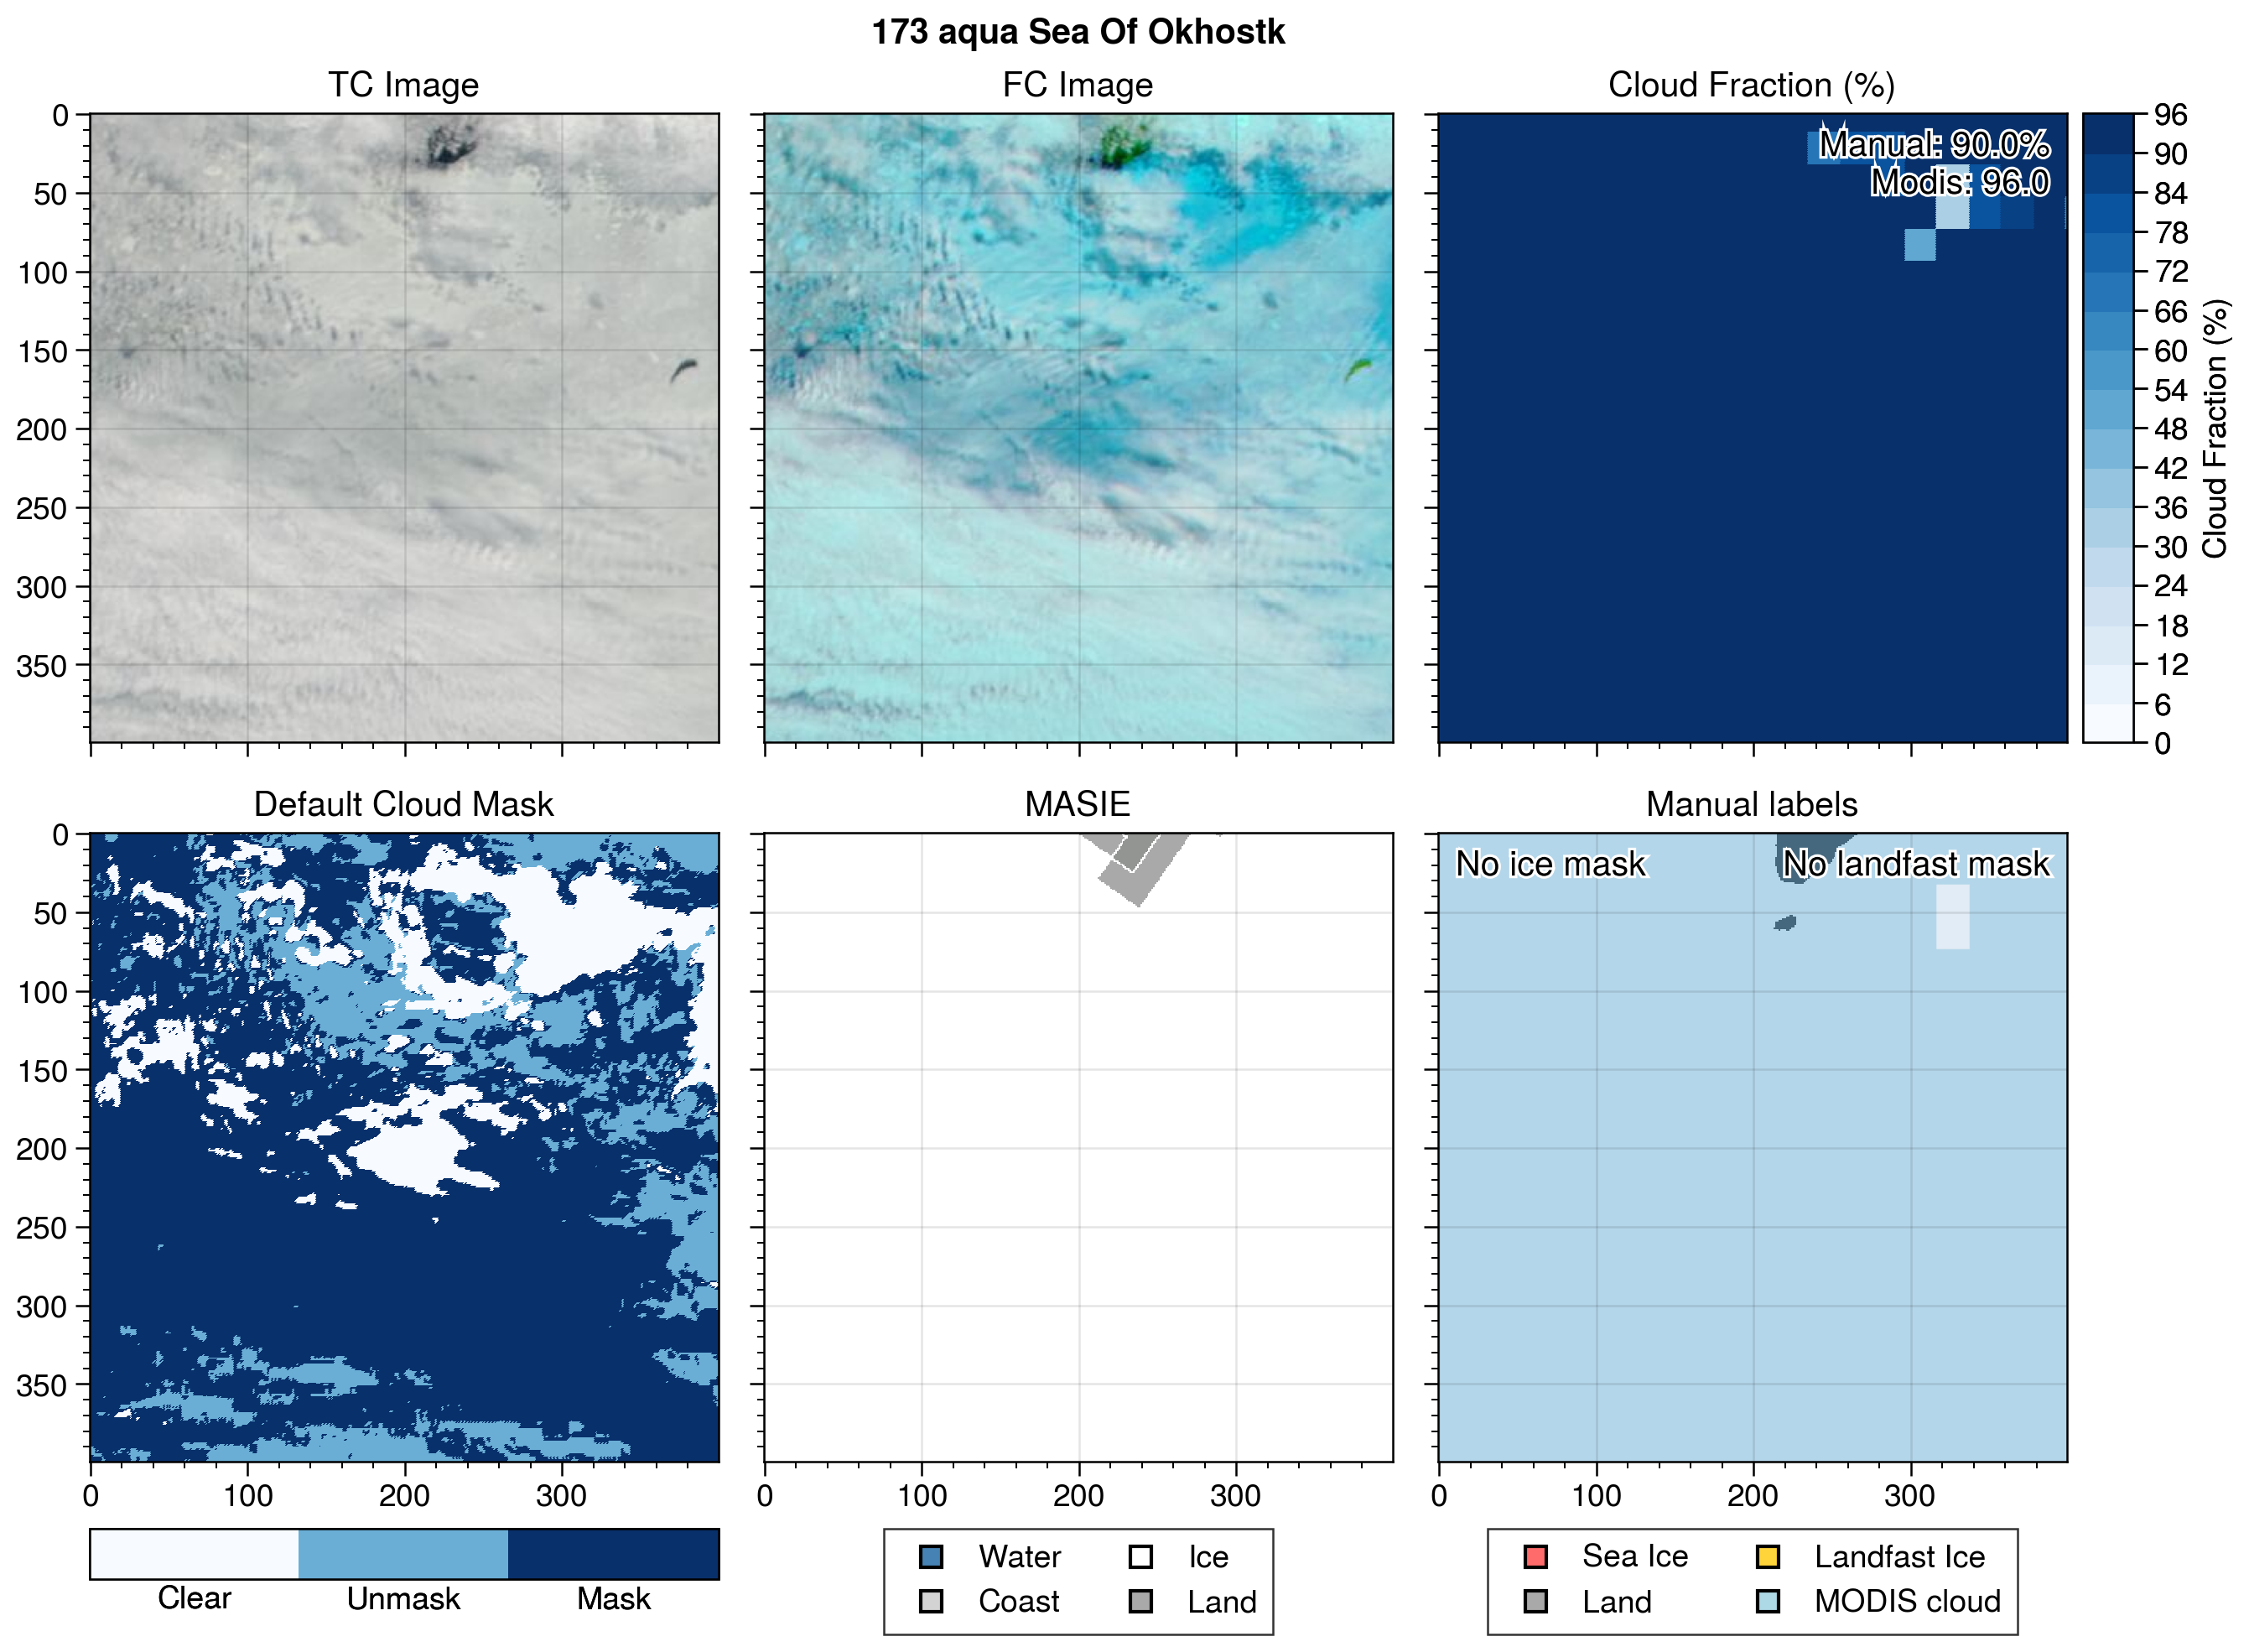 173 aqua Sea Of Okhostk
TC Image
FC Image
Cloud Fraction (%)
0
50
100
150
200
250
300
350
Manual: 90.0%
Modis: 96.0
96
90
84
78
72
66
60
54
48
42
36
30
24
18
12
6
0
Cloud Fraction (%)
Default Cloud Mask
MASIE
Manual labels
0
50
100
150
200
250
300
350
No ice mask
No landfast mask
0 100 200 300
0 100 200 300
0 100 200 300
Clear Unmask Mask
Water Ice
Coast Land
Sea Ice Landfast Ice
Land MODIS cloud